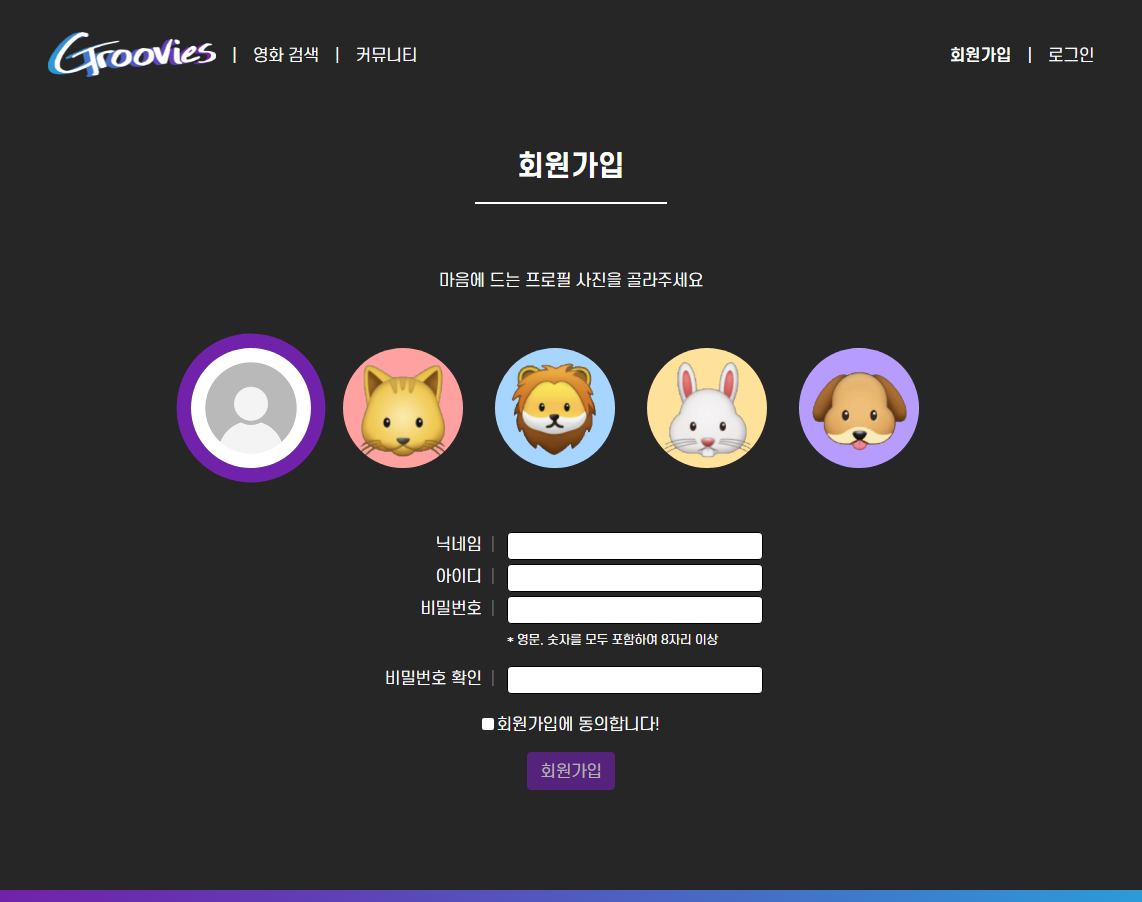 Groovies | 영화 검색 | 커뮤니티
회원가입 | 로그인
회원가입
마음에 드는 프로필 사진을 골라주세요
닉네임 |
아이디 |
비밀번호 |
* 영문, 숫자를 모두 포함하여 8자리 이상
비밀번호 확인 |
회원가입에 동의합니다!
회원가입